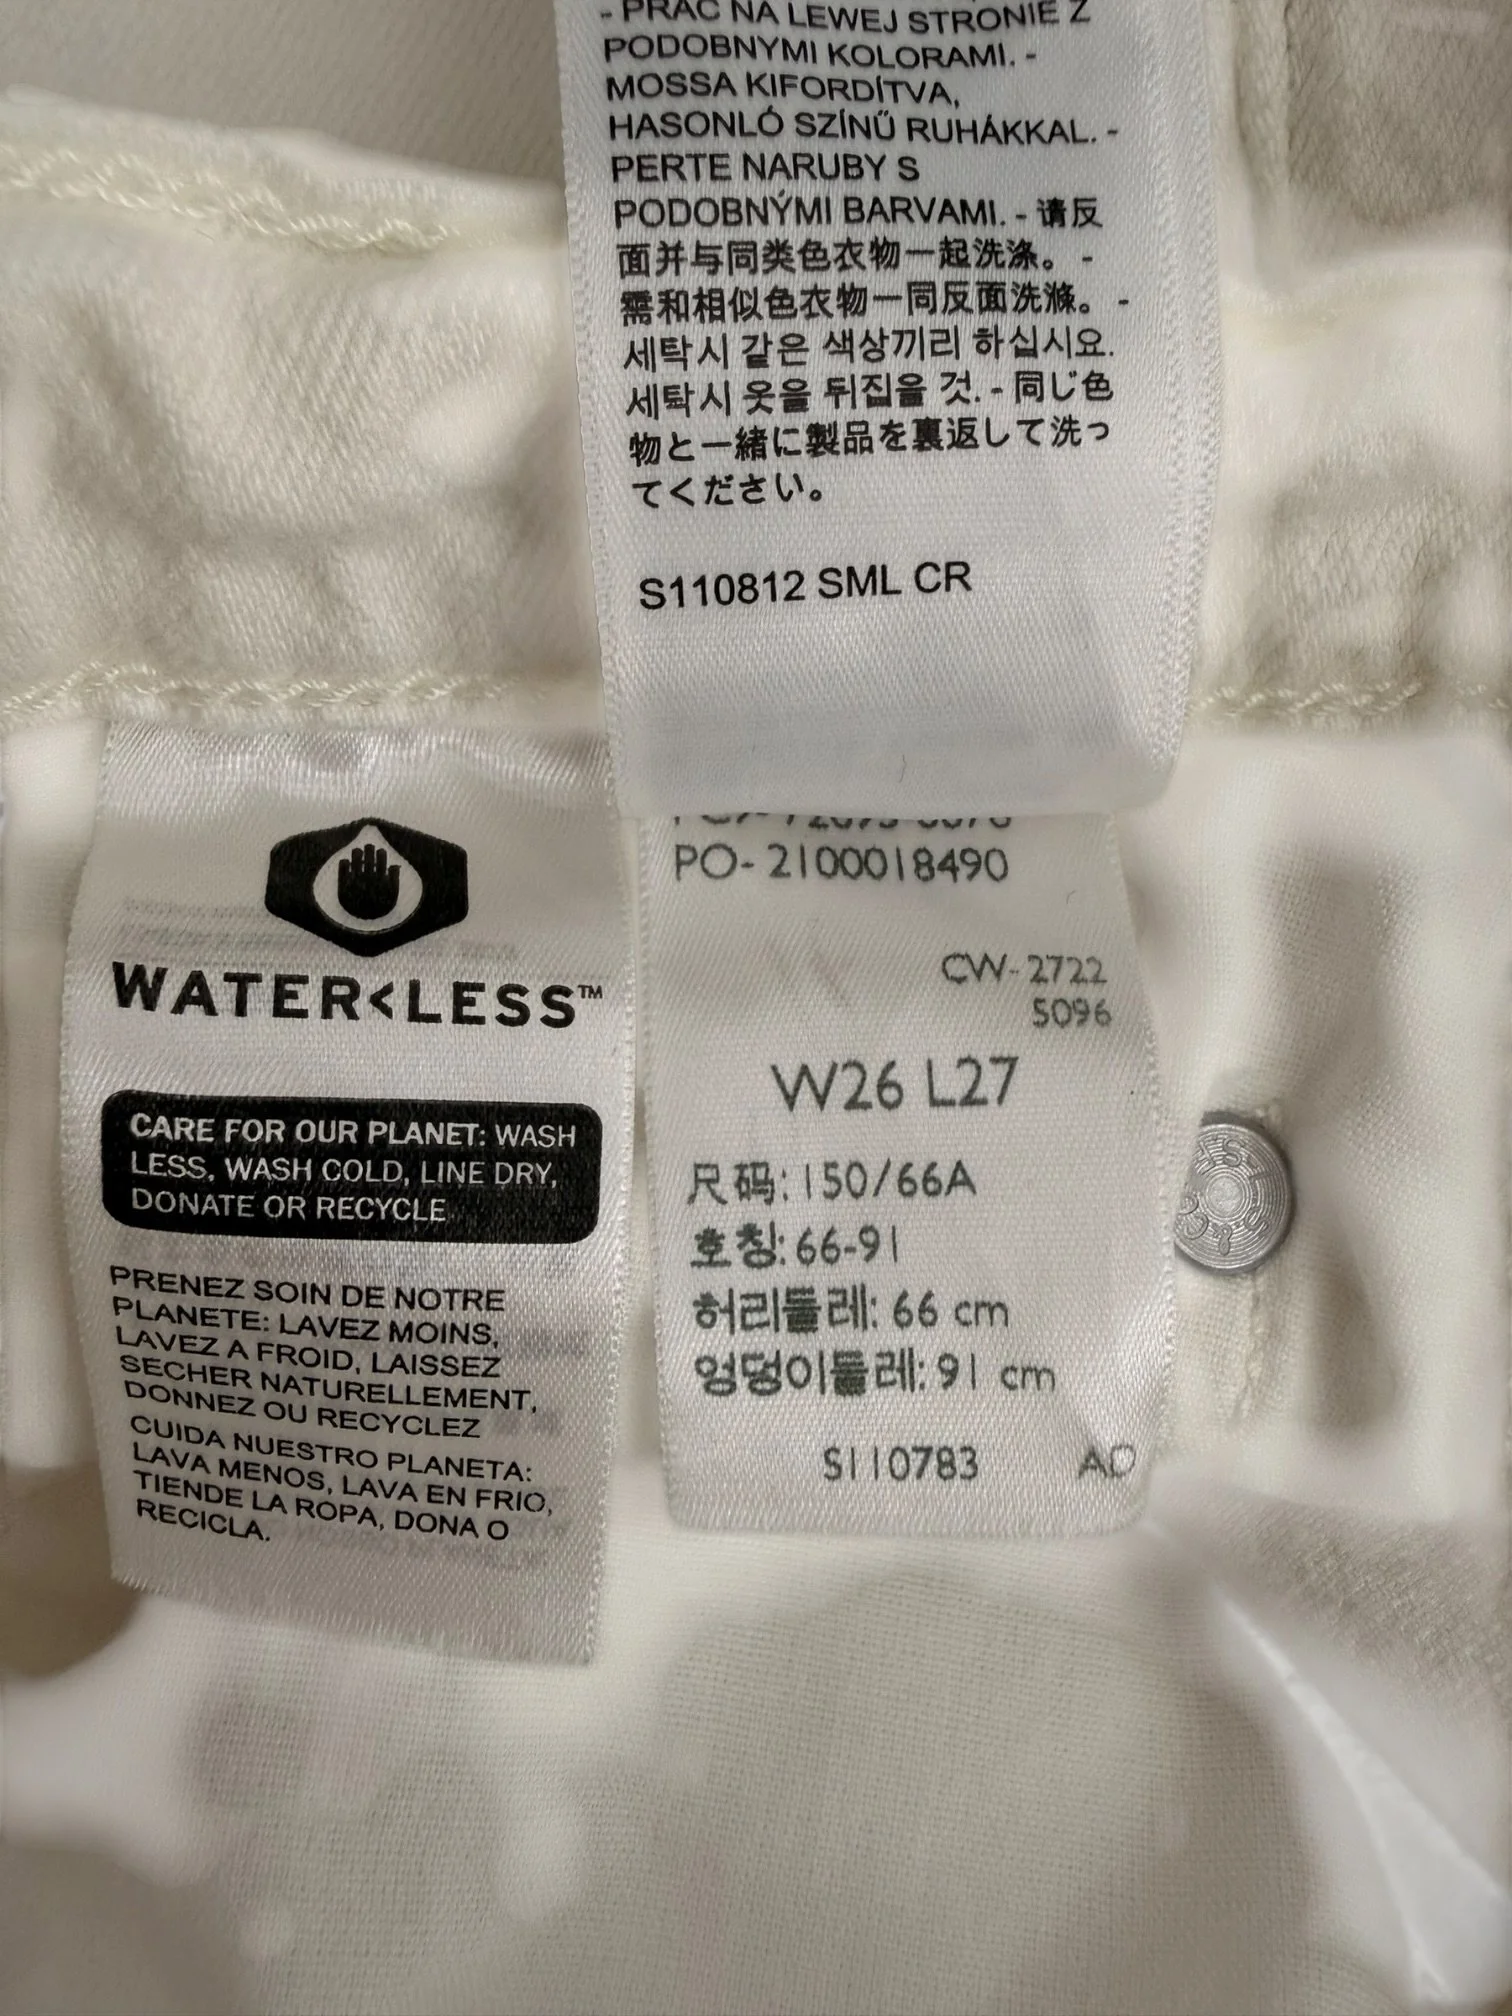 - PRAĆ NA LEWEJ STRONIE Z
PODOBNYMI KOLORAMI. -
MOSSA KIFORDÍTVA,
HASONLÓ SZÍNŰ RUHÁKKAL. -
PERTE NARUBY S
PODOBNÝMI BARVAMI. - 请反
面并与同类色衣物一起洗涤。 -
需和相似色衣物一同反面洗滌。 -
세탁시 같은 색상끼리 하십시요.
세탁시 옷을 뒤집을 것. - 同じ色
物と一緒に製品を裏返して洗っ
てください。
S110812 SML CR
WATER<LESS™
CARE FOR OUR PLANET: WASH
LESS, WASH COLD, LINE DRY,
DONATE OR RECYCLE
PRENEZ SOIN DE NOTRE
PLANETE: LAVEZ MOINS,
LAVEZ A FROID, LAISSEZ
SECHER NATURELLEMENT,
DONNEZ OU RECYCLEZ
CUIDA NUESTRO PLANETA:
LAVA MENOS, LAVA EN FRIO,
TIENDE LA ROPA, DONA O
RECICLA.
PO- 2100018490
CW- 2722
5096
W26 L27
尺码: 150/66A
호칭: 66-91
허리둘레: 66 cm
엉덩이둘레: 91 cm
S110783 AD